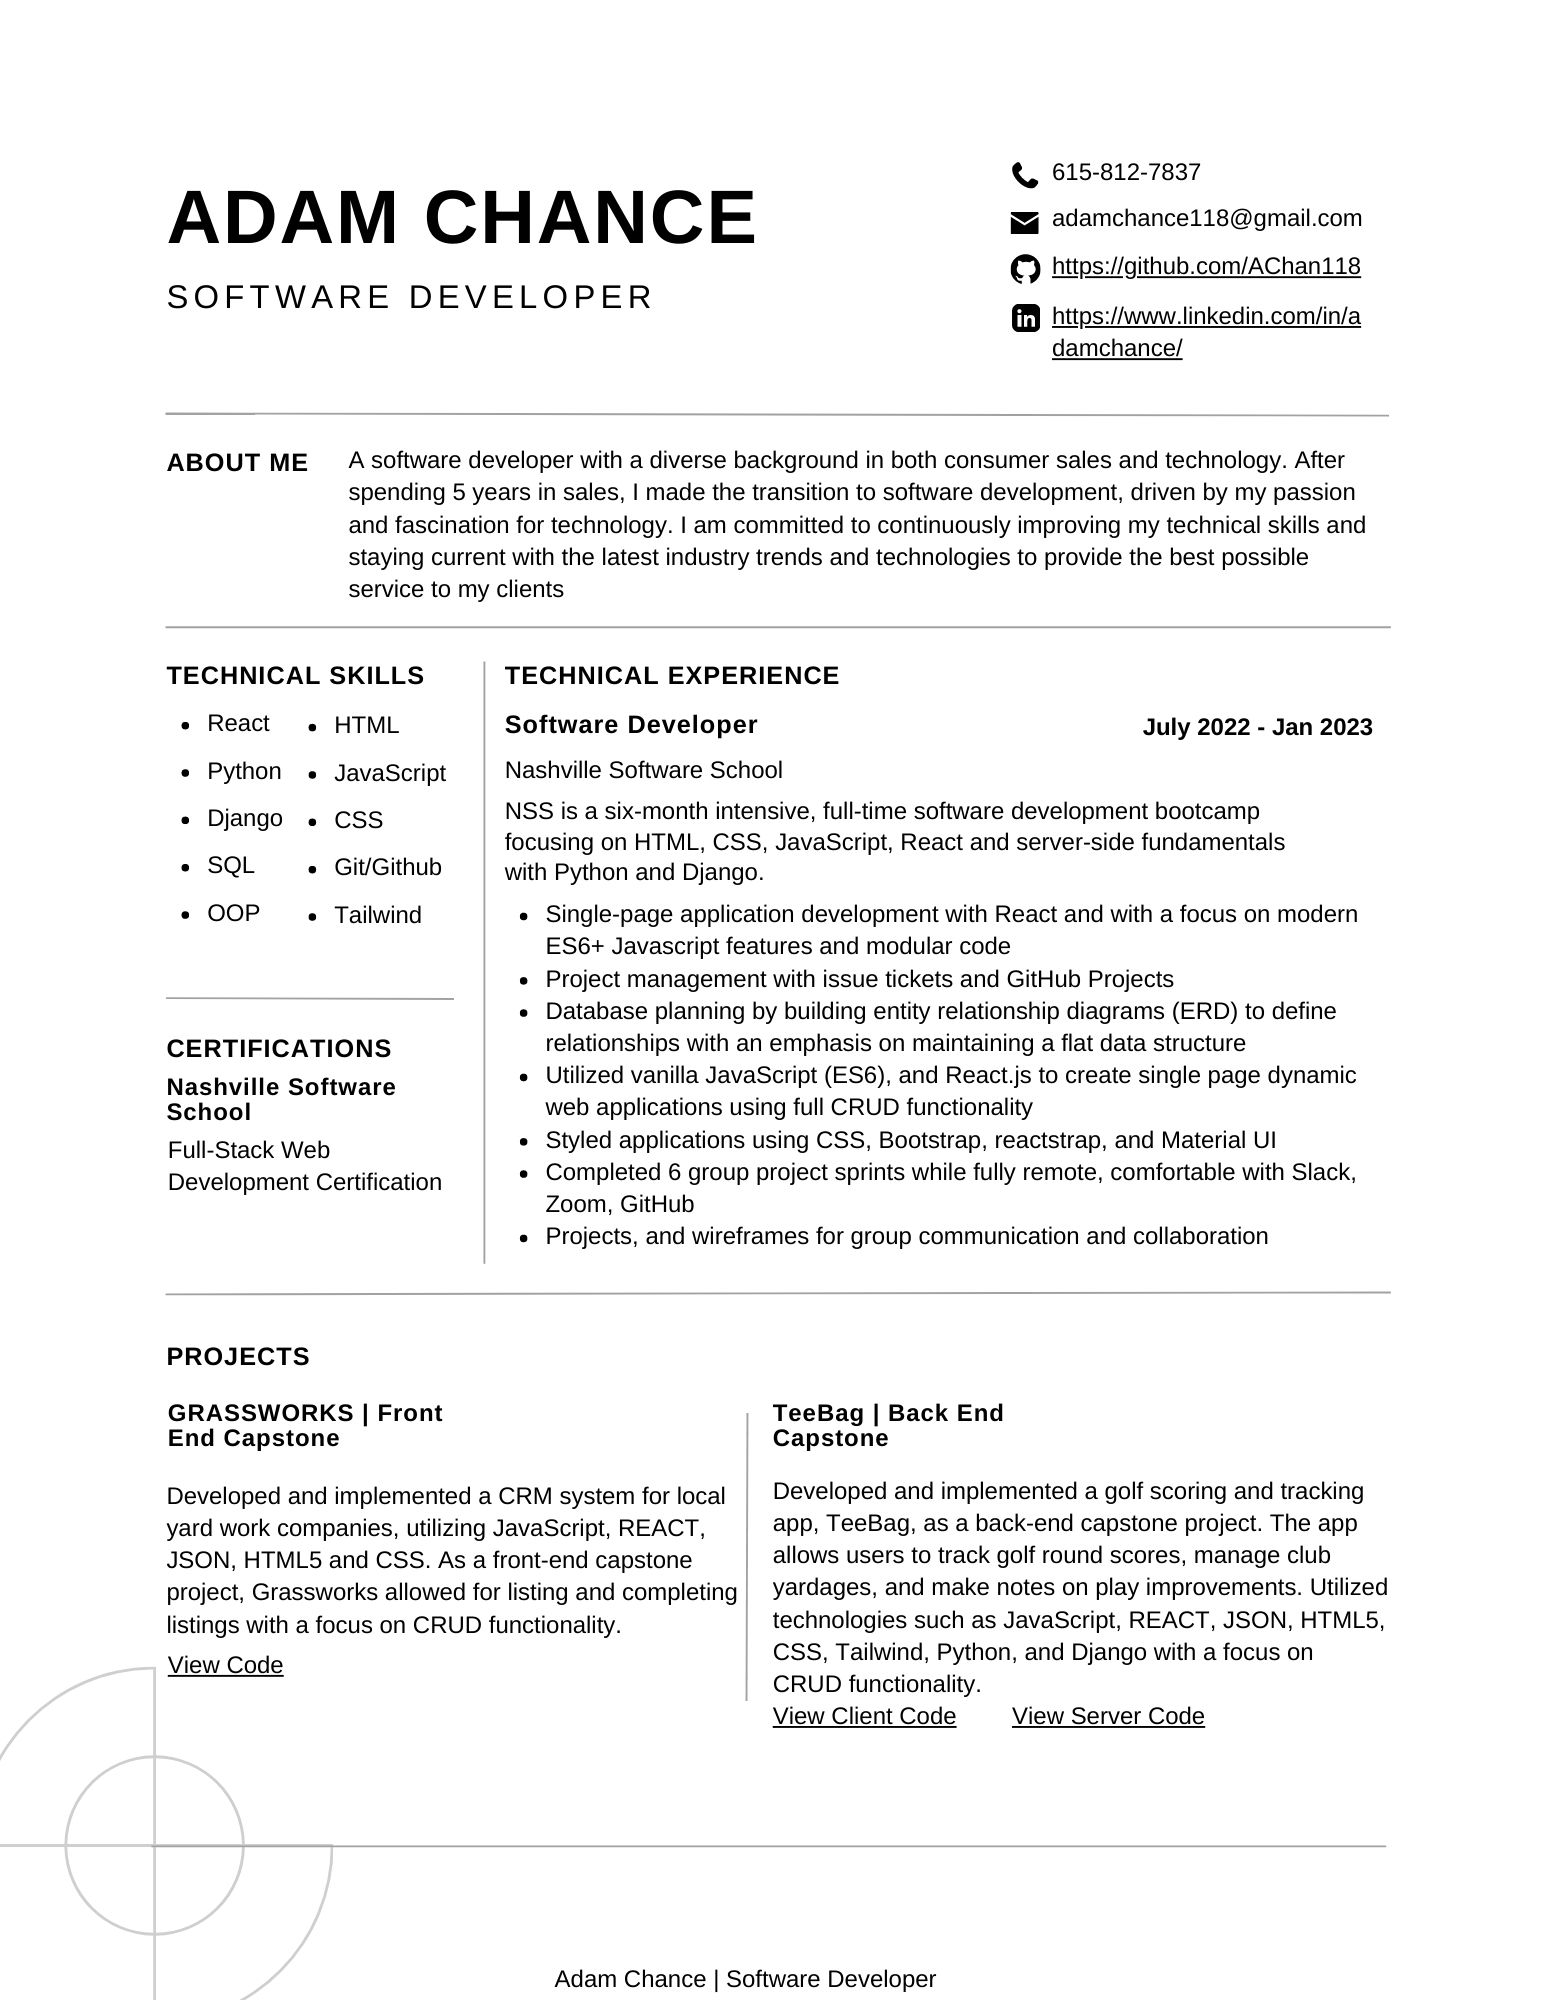 ADAM CHANCE
SOFTWARE DEVELOPER
615-812-7837
adamchance118@gmail.com
https://github.com/AChan118
https://www.linkedin.com/in/a
damchance/
ABOUT ME
A software developer with a diverse background in both consumer sales and technology. After
spending 5 years in sales, I made the transition to software development, driven by my passion
and fascination for technology. I am committed to continuously improving my technical skills and
staying current with the latest industry trends and technologies to provide the best possible
service to my clients
TECHNICAL SKILLS
• React
• Python
• Django
• SQL
• OOP
• HTML
• JavaScript
• CSS
• Git/Github
• Tailwind
CERTIFICATIONS
Nashville Software
School
Full-Stack Web
Development Certification
TECHNICAL EXPERIENCE
Software Developer
July 2022 - Jan 2023
Nashville Software School
NSS is a six-month intensive, full-time software development bootcamp
focusing on HTML, CSS, JavaScript, React and server-side fundamentals
with Python and Django.
• Single-page application development with React and with a focus on modern
ES6+ Javascript features and modular code
• Project management with issue tickets and GitHub Projects
• Database planning by building entity relationship diagrams (ERD) to define
relationships with an emphasis on maintaining a flat data structure
• Utilized vanilla JavaScript (ES6), and React.js to create single page dynamic
web applications using full CRUD functionality
• Styled applications using CSS, Bootstrap, reactstrap, and Material UI
• Completed 6 group project sprints while fully remote, comfortable with Slack,
Zoom, GitHub
• Projects, and wireframes for group communication and collaboration
PROJECTS
GRASSWORKS | Front
End Capstone
Developed and implemented a CRM system for local
yard work companies, utilizing JavaScript, REACT,
JSON, HTML5 and CSS. As a front-end capstone
project, Grassworks allowed for listing and completing
listings with a focus on CRUD functionality.
View Code
TeeBag | Back End
Capstone
Developed and implemented a golf scoring and tracking
app, TeeBag, as a back-end capstone project. The app
allows users to track golf round scores, manage club
yardages, and make notes on play improvements. Utilized
technologies such as JavaScript, REACT, JSON, HTML5,
CSS, Tailwind, Python, and Django with a focus on
CRUD functionality.
View Client Code View Server Code
Adam Chance | Software Developer